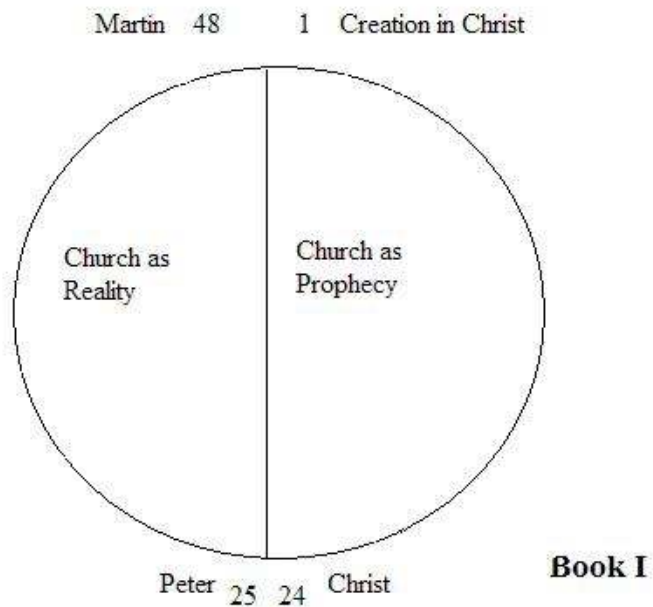 Martin 48 1 Creation in Christ
Church as
Reality
Church as
Prophecy
Peter 25 24 Christ
Book I